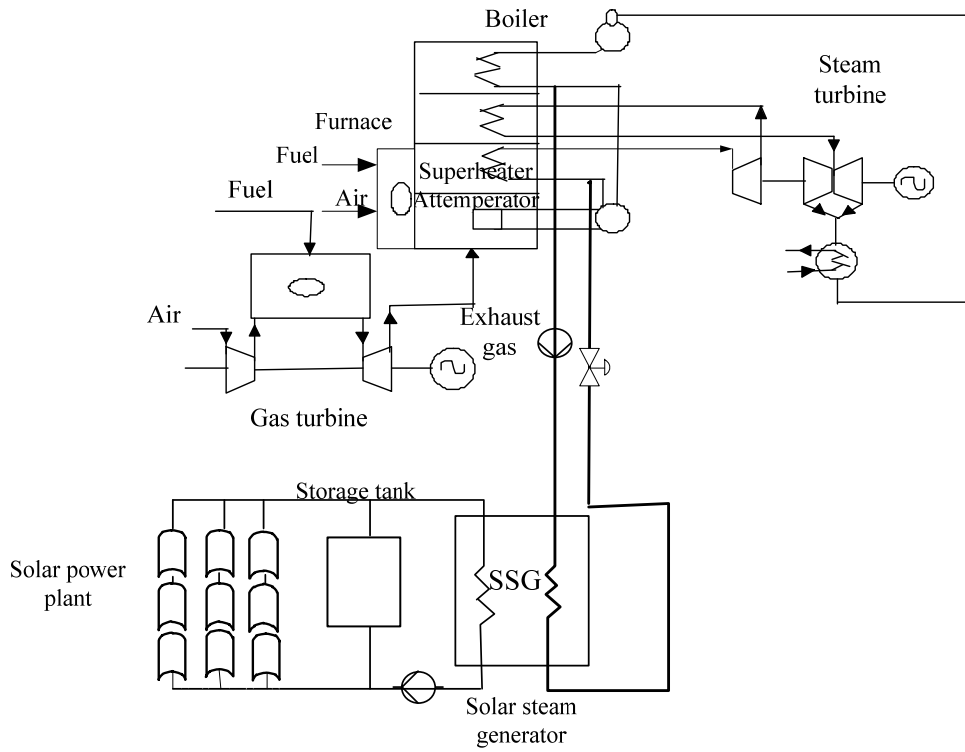 Boiler
Steam
turbine
Furnace
Fuel
Superheater
Fuel
Air
Attemperator
Air
Exhaust
gas
Gas turbine
Storage tank
Solar power
plant
SSG
Solar steam
generator